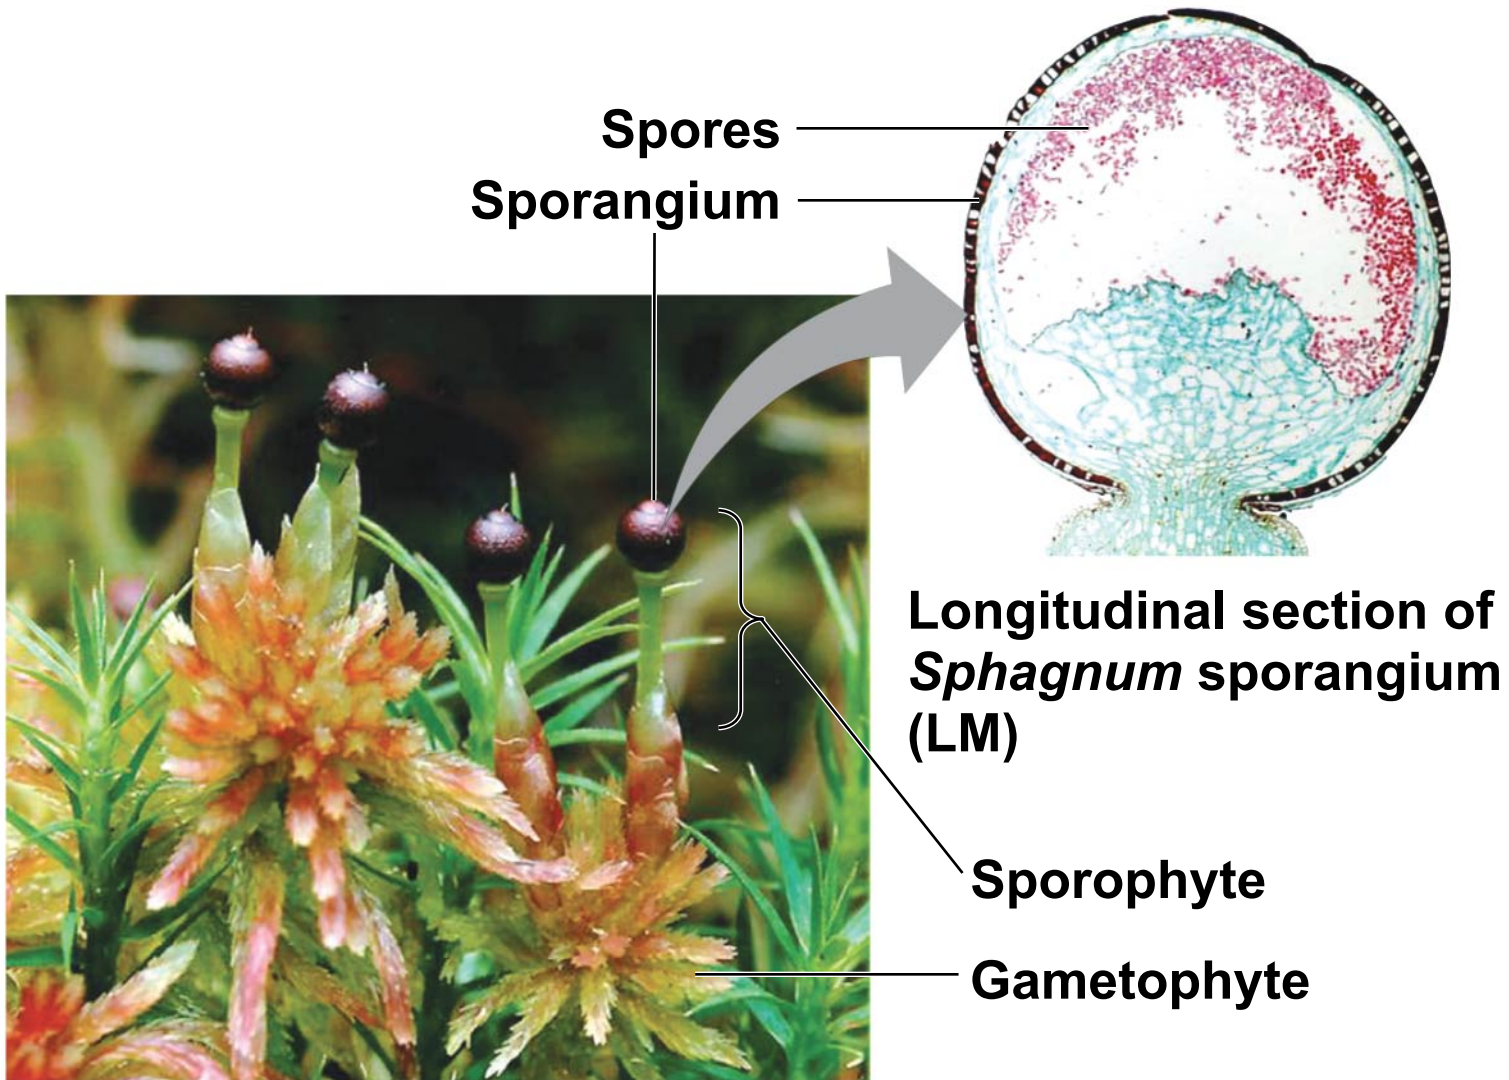 Spores
Sporangium
Longitudinal section of
Sphagnum sporangium
(LM)
Sporophyte
Gametophyte